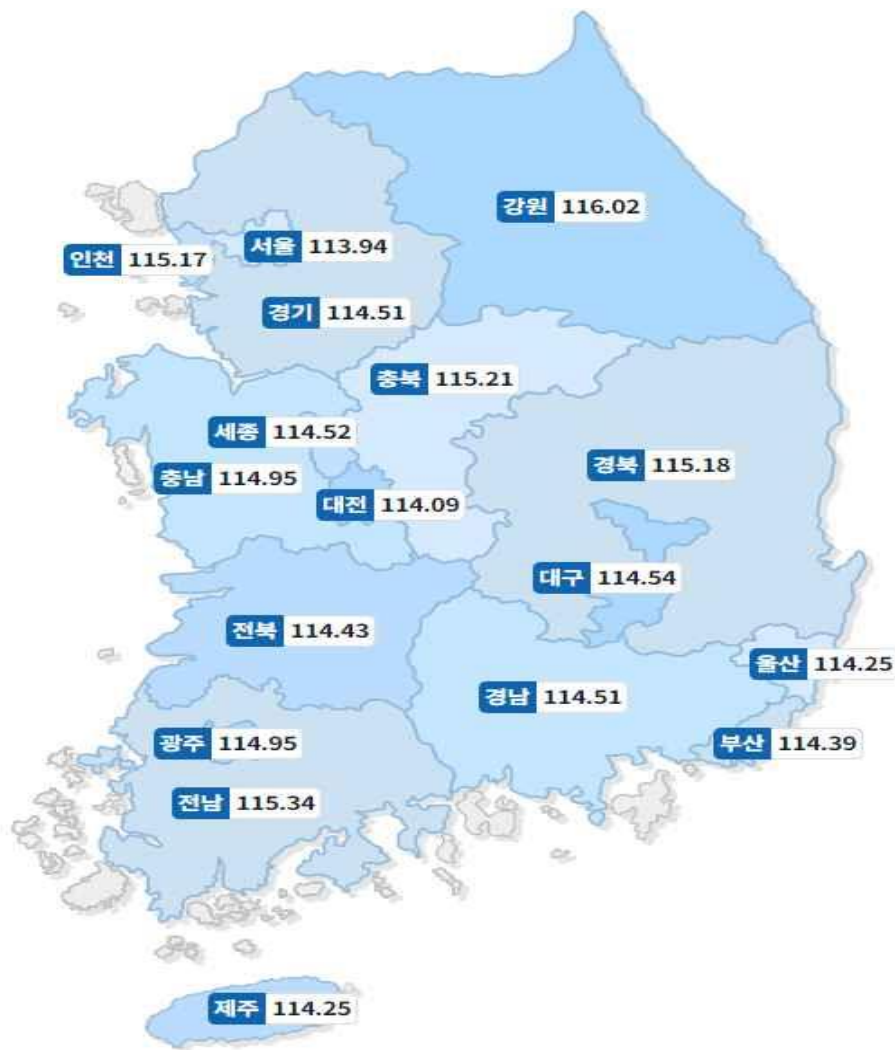 강원 116.02
서울 113.94
인천 115.17
경기 114.51
충북 115.21
세종 114.52
경북 115.18
충남 114.95
대전 114.09
대구 114.54
전북 114.43
울산 114.25
경남 114.51
광주 114.95
부산 114.39
전남 115.34
제주 114.25